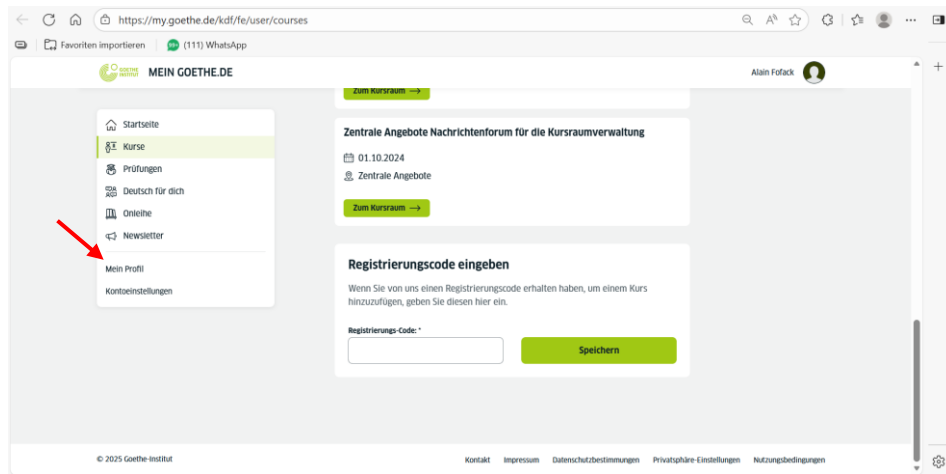 https://my.goethe.de/kdf/fe/user/courses
Favoriten importieren
(111) WhatsApp
GOETHE INSTITUT
MEIN GOETHE.DE
Alain Fofack
Startseite
Kurse
Prüfungen
Deutsch für dich
Onleihe
Newsletter
Mein Profil
Kontoeinstellungen
Zum Kursraum →
Zentrale Angebote Nachrichtenforum für die Kursraumverwaltung
01.10.2024
Zentrale Angebote
Zum Kursraum →
Registrierungscode eingeben
Wenn Sie von uns einen Registrierungscode erhalten haben, um einem Kurs
hinzuzufügen, geben Sie diesen hier ein.
Registrierungs-Code: *
Speichern
© 2025 Goethe-Institut
Kontakt Impressum Datenschutzbestimmungen Privatsphäre-Einstellungen Nutzungsbedingungen